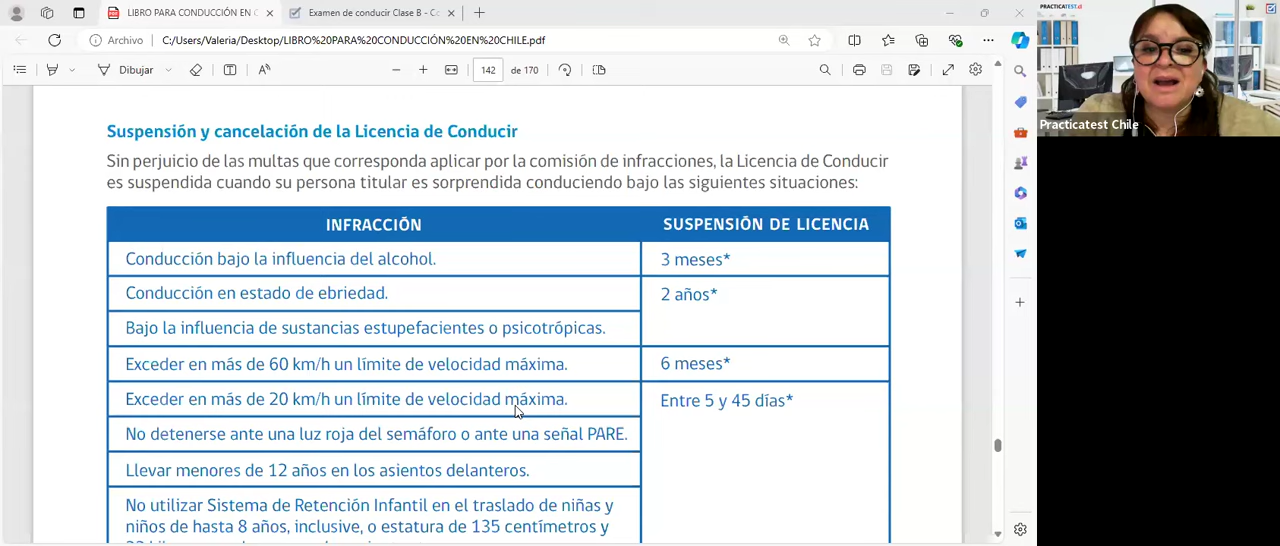 LIBRO PARA CONDUCCIÓN EN C
Examen de conducir Clase B - Co
Archivo
C:/Users/Valeria/Desktop/LIBRO%20PARA%20CONDUCCIÓN%20EN%20CHILE.pdf
Dibujar
142
de 170
Suspensión y cancelación de la Licencia de Conducir
Sin perjuicio de las multas que corresponda aplicar por la comisión de infracciones, la Licencia de Conducir
es suspendida cuando su persona titular es sorprendida conduciendo bajo las siguientes situaciones:
INFRACCIÓN
SUSPENSIÓN DE LICENCIA
Conducción bajo la influencia del alcohol.
3 meses*
Conducción en estado de ebriedad.
2 años*
Bajo la influencia de sustancias estupefacientes o psicotrópicas.
Exceder en más de 60 km/h un límite de velocidad máxima.
6 meses*
Exceder en más de 20 km/h un límite de velocidad máxima.
Entre 5 y 45 días*
No detenerse ante una luz roja del semáforo o ante una señal PARE.
Llevar menores de 12 años en los asientos delanteros.
No utilizar Sistema de Retención Infantil en el traslado de niñas y
niños de hasta 8 años, inclusive, o estatura de 135 centímetros y
PRACTICATEST.cl
Practicatest Chile